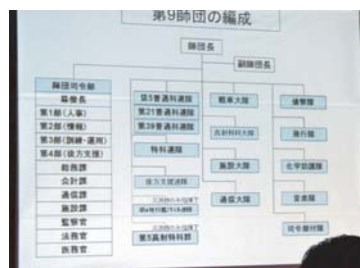 第9師団の編成
師団長
副師団長
師団司令部
幕僚長
第1部(人事)
第2部(情報)
第3部(訓練・運用)
第4部(後方支援)
総務課
会計課
通信課
施設課
監察官
法務官
医務官
第5普通科連隊
第21普通科連隊
第39普通科連隊
特科連隊
後方支援連隊
第5高射特科群
戦車大隊
高射特科大隊
施設大隊
通信大隊
偵察隊
飛行隊
化学防護隊
音楽隊
司令部付隊